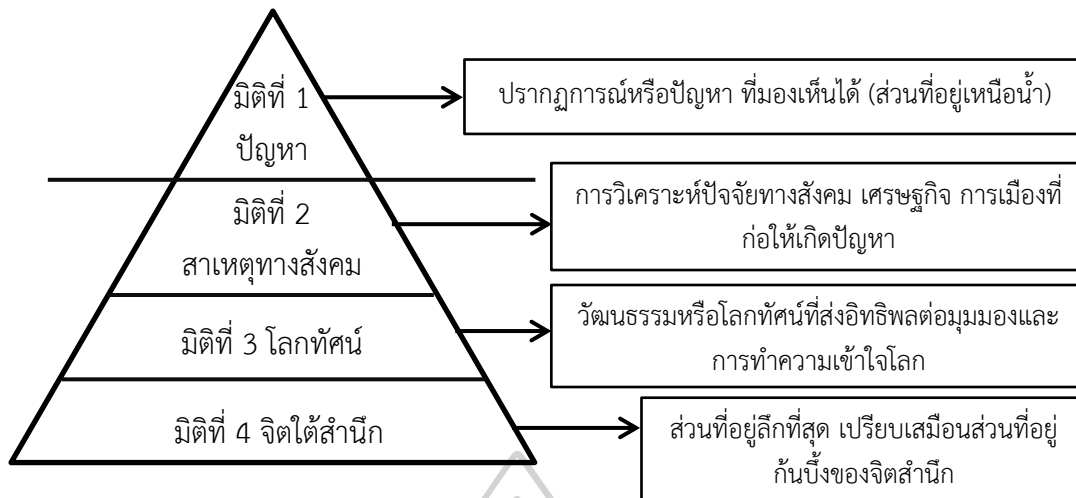 มิติที่ 1
ปัญหา
ปรากฏการณ์หรือปัญหา ที่มองเห็นได้ (ส่วนที่อยู่เหนือน้ำ)
มิติที่ 2
สาเหตุทางสังคม
การวิเคราะห์ปัจจัยทางสังคม เศรษฐกิจ การเมืองที่
ก่อให้เกิดปัญหา
มิติที่ 3 โลกทัศน์
วัฒนธรรมหรือโลกทัศน์ที่ส่งอิทธิพลต่อมุมมองและ
การทำความเข้าใจโลก
มิติที่ 4 จิตใต้สำนึก
ส่วนที่อยู่ลึกที่สุด เปรียบเสมือนส่วนที่อยู่
ก้นบึ้งของจิตสำนึก